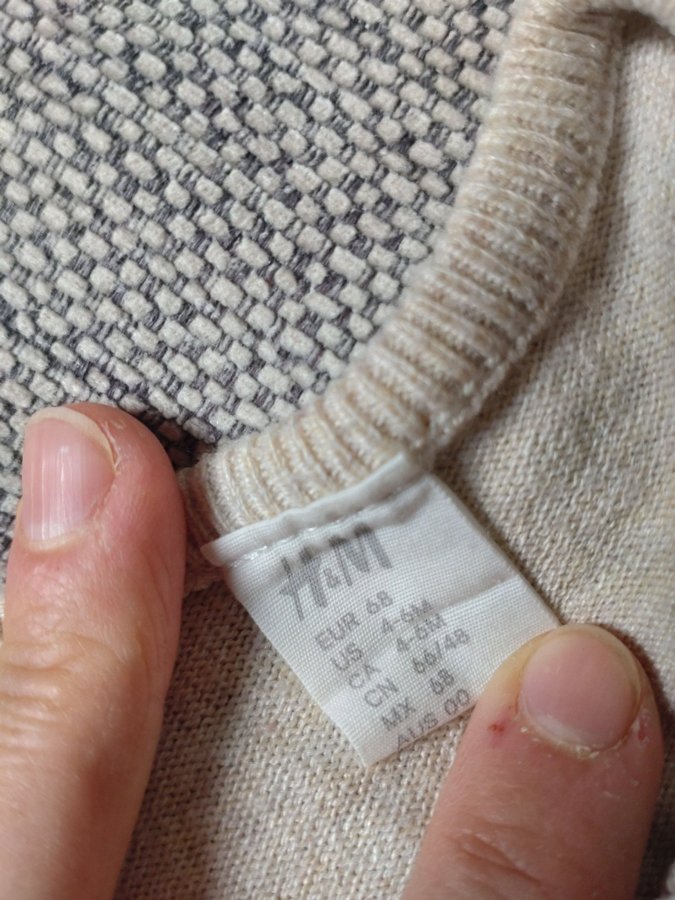 H&M
EUR 68
US 4-6M
CA 4-6M
CN 66/48
MX 68
AUS 00